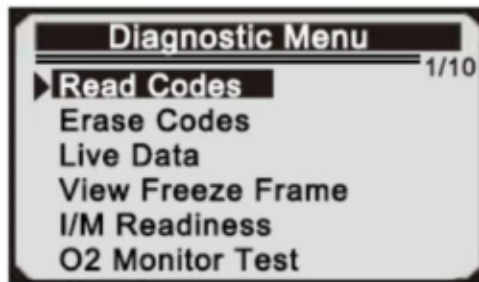 Diagnostic Menu
1/10
Read Codes
Erase Codes
Live Data
View Freeze Frame
I/M Readiness
O2 Monitor Test